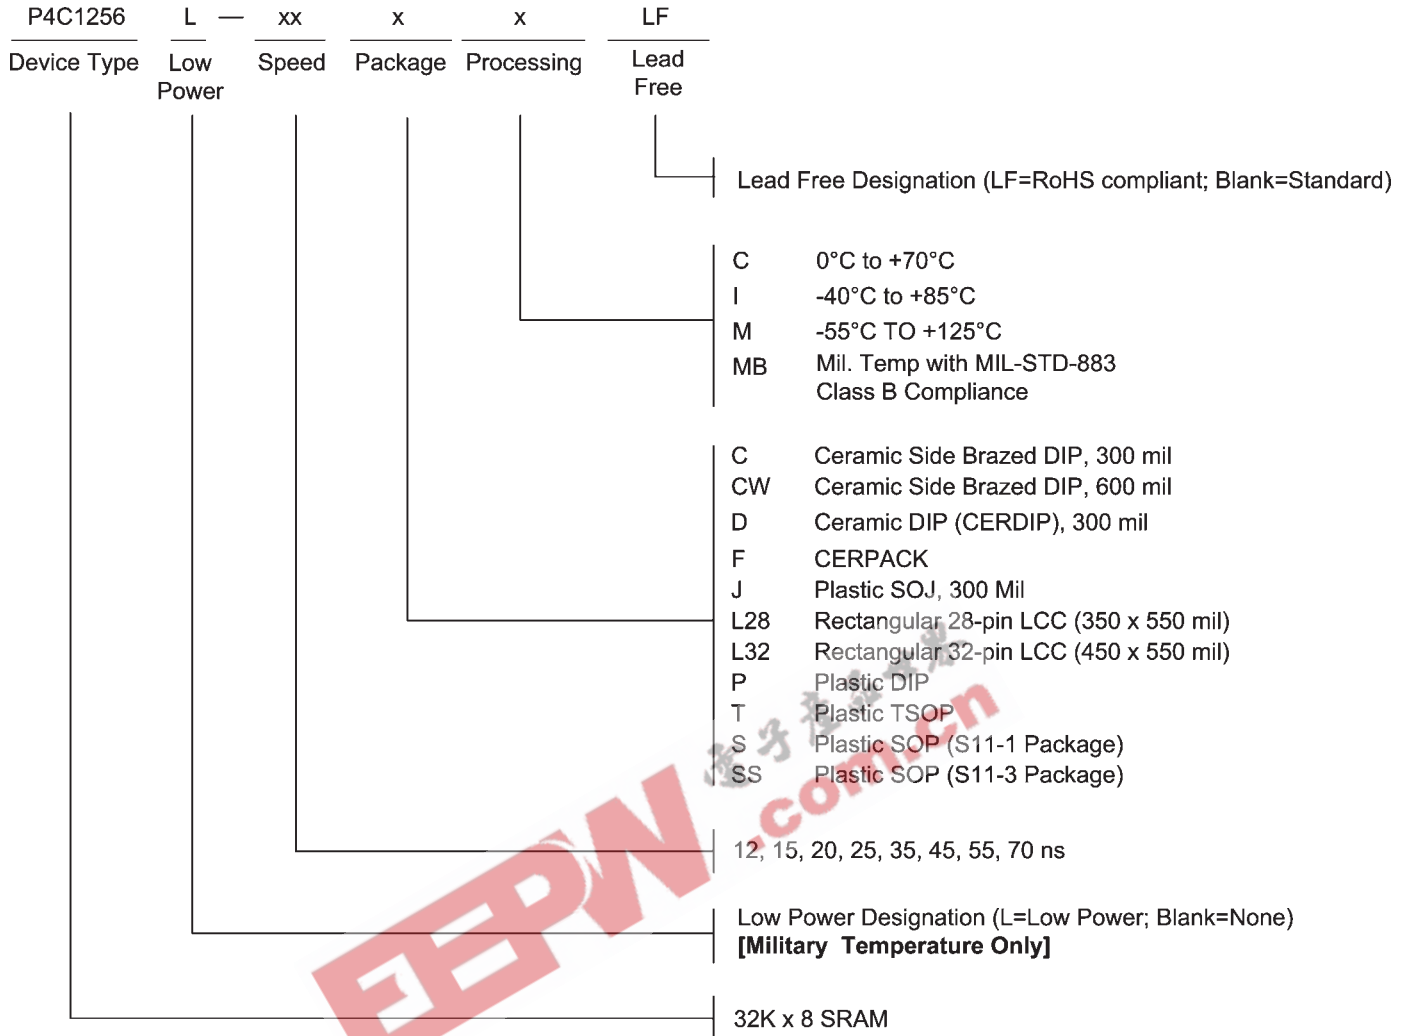 P4C1256 L — xx x x LF
Device Type Low Power Speed Package Processing Lead Free
Lead Free Designation (LF=RoHS compliant; Blank=Standard)
C 0°C to +70°C
I -40°C to +85°C
M -55°C TO +125°C
MB Mil. Temp with MIL-STD-883
Class B Compliance
C Ceramic Side Brazed DIP, 300 mil
CW Ceramic Side Brazed DIP, 600 mil
D Ceramic DIP (CERDIP), 300 mil
F CERPACK
J Plastic SOJ, 300 Mil
L28 Rectangular 28-pin LCC (350 x 550 mil)
L32 Rectangular 32-pin LCC (450 x 550 mil)
P Plastic DIP
T Plastic TSOP
S Plastic SOP (S11-1 Package)
SS Plastic SOP (S11-3 Package)
12, 15, 20, 25, 35, 45, 55, 70 ns
Low Power Designation (L=Low Power; Blank=None)
[Military Temperature Only]
32K x 8 SRAM
EEPW
電子產品世界
.com.cn